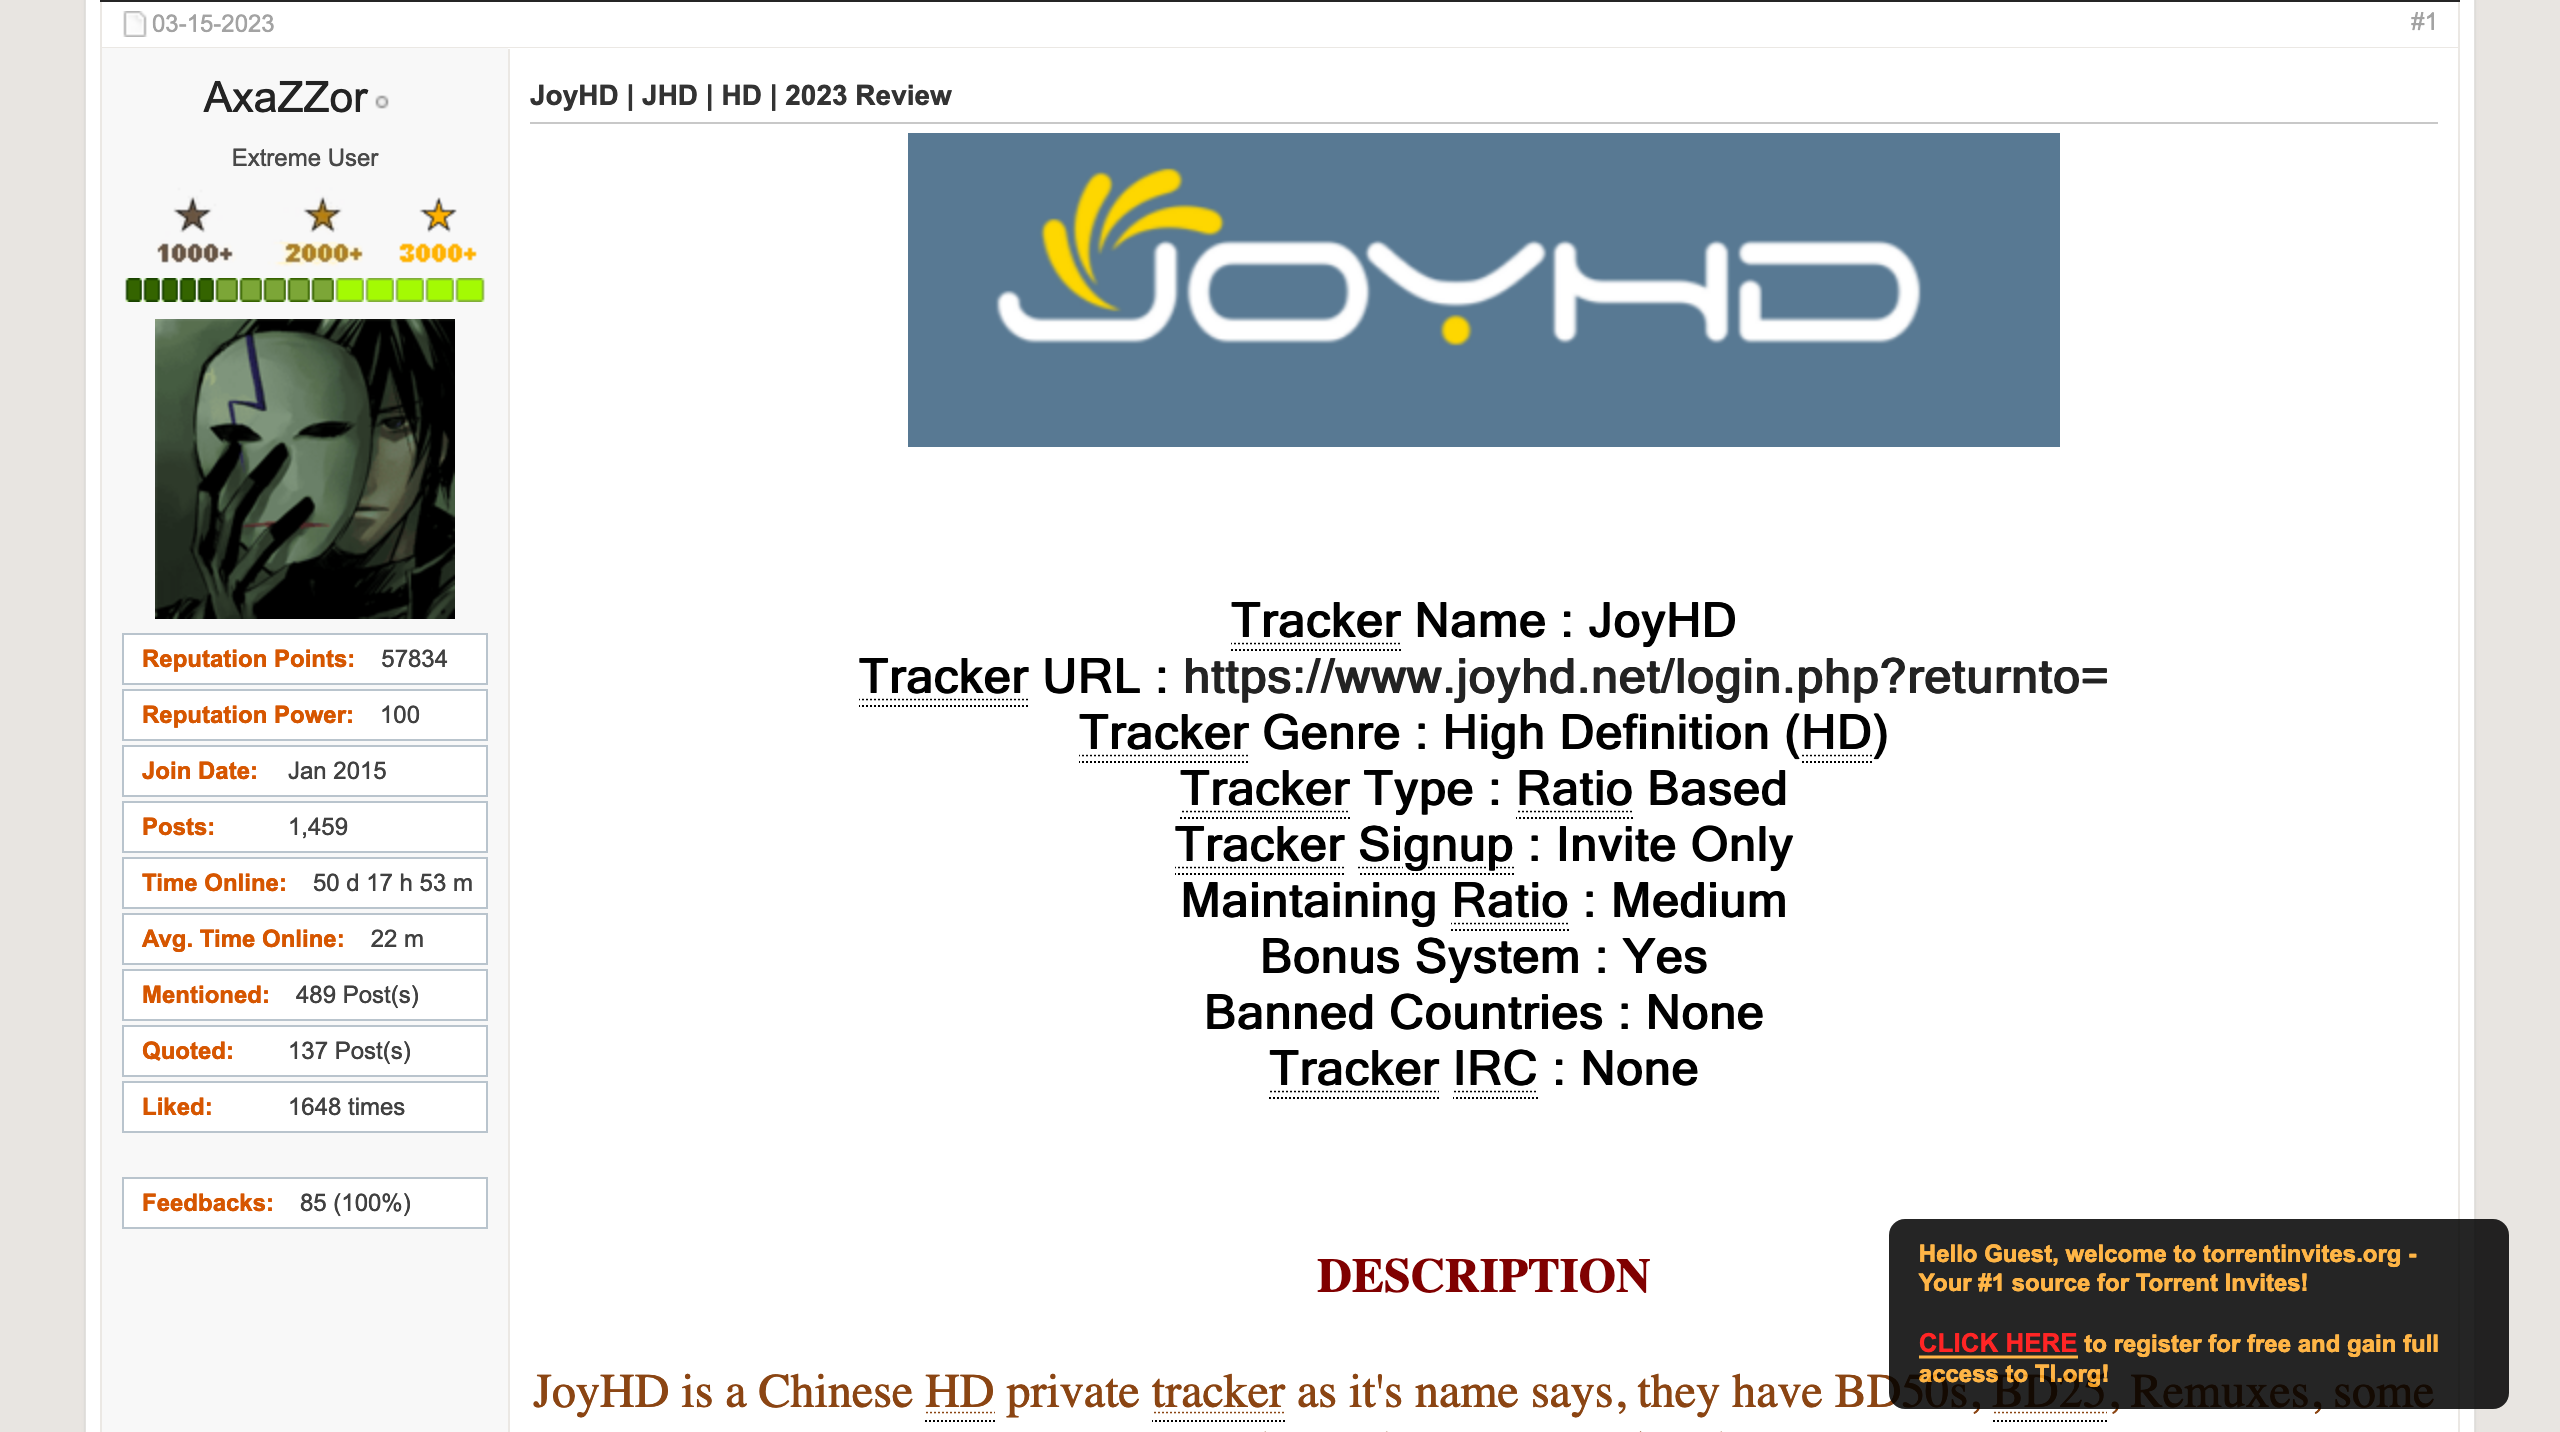 03-15-2023
#1
AxaZZor
Extreme User
1000+ 2000+ 3000+
Reputation Points: 57834
Reputation Power: 100
Join Date: Jan 2015
Posts: 1,459
Time Online: 50 d 17 h 53 m
Avg. Time Online: 22 m
Mentioned: 489 Post(s)
Quoted: 137 Post(s)
Liked: 1648 times
Feedbacks: 85 (100%)
JoyHD | JHD | HD | 2023 Review
JOYHD
Tracker Name : JoyHD
Tracker URL : https://www.joyhd.net/login.php?returnto=
Tracker Genre : High Definition (HD)
Tracker Type : Ratio Based
Tracker Signup : Invite Only
Maintaining Ratio : Medium
Bonus System : Yes
Banned Countries : None
Tracker IRC : None
DESCRIPTION
JoyHD is a Chinese HD private tracker as it's name says, they have BD50s, BD25, Remuxes, some
Hello Guest, welcome to torrentinvites.org -
Your #1 source for Torrent Invites!
CLICK HERE to register for free and gain full
access to TI.org!